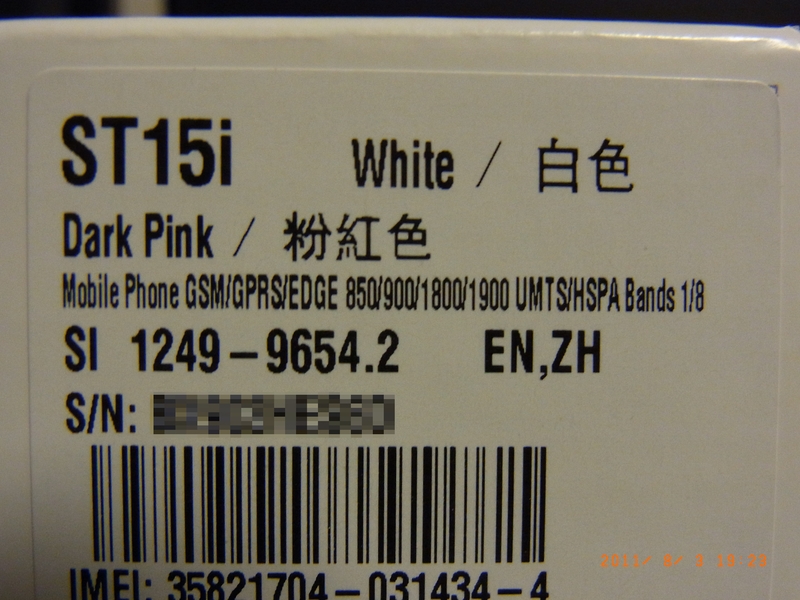 ST15i White / 白色
Dark Pink / 粉紅色
Mobile Phone GSM/GPRS/EDGE 850/900/1800/1900 UMTS/HSPA Bands 1/8
SI 1249-9654.2 EN,ZH
S/N:
IMEI: 35821704-031434-4